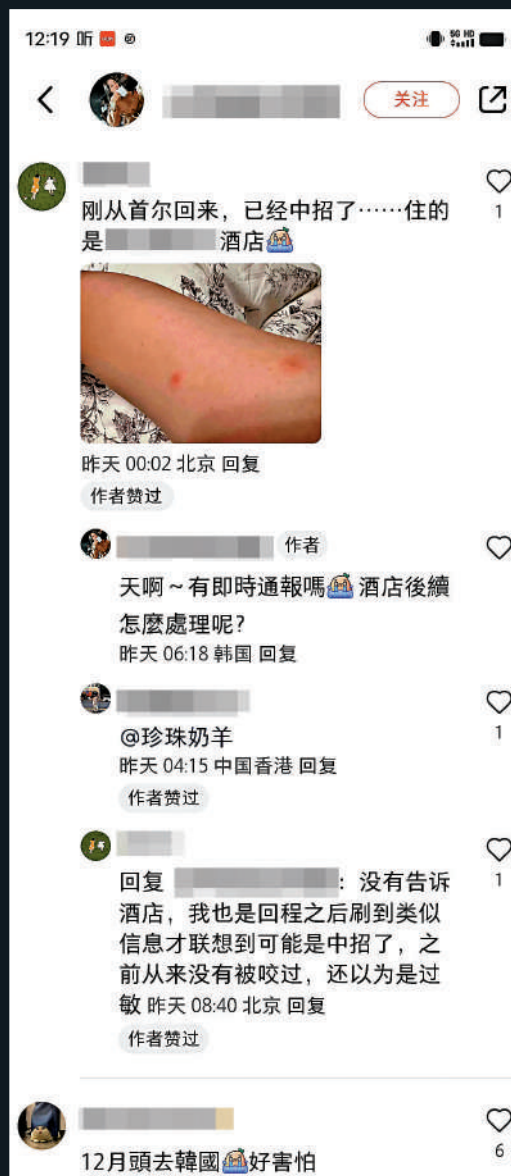 12:19 听
5G HD
关注
刚从首尔回来，已经中招了……住的
是 酒店
1
昨天 00:02 北京 回复
作者赞过
作者
天啊～有即時通報嗎 酒店後續
怎麼處理呢?
昨天 06:18 韩国 回复
@珍珠奶羊
1
昨天 04:15 中国香港 回复
作者赞过
回复 ：没有告诉
1
酒店，我也是回程之后刷到类似
信息才联想到可能是中招了，之
前从来没有被咬过，还以为是过
敏 昨天 08:40 北京 回复
作者赞过
12月頭去韓國 好害怕
6